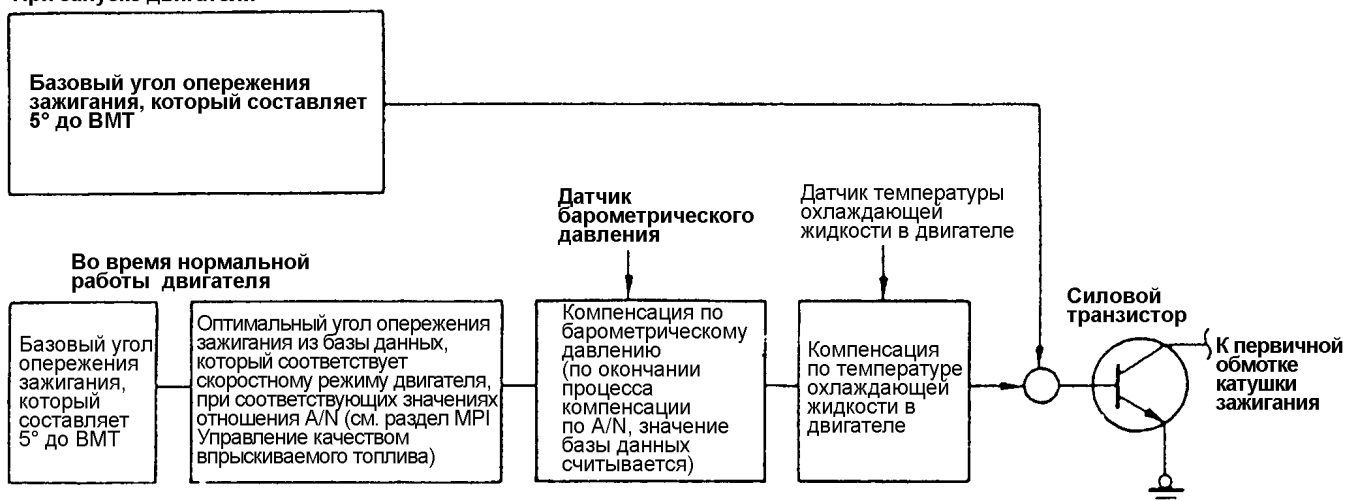 Базовый угол опережения
зажигания, который составляет
5° до ВМТ
Датчик
барометрического
давления
Датчик температуры
охлаждающей
жидкости в двигателе
Во время нормальной
работы двигателя
Базовый угол
опережения
зажигания,
который
составляет
5° до ВМТ
Оптимальный угол опережения
зажигания из базы данных,
который соответствует
скоростному режиму двигателя,
при соответствующих значениях
отношения A/N (см. раздел MPI
Управление качеством
впрыскиваемого топлива)
Компенсация по
барометрическому
давлению
(по окончании
процесса
компенсации
по A/N, значение
базы данных
считывается)
Компенсация
по температуре
охлаждающей
жидкости в
двигателе
Силовой
транзистор
К первичной
обмотке
катушки
зажигания